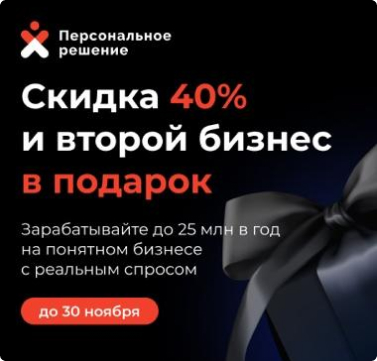 Персональное
решение
Скидка 40%
и второй бизнес
в подарок
Зарабатывайте до 25 млн в год
на понятном бизнесе
с реальным спросом
до 30 ноября